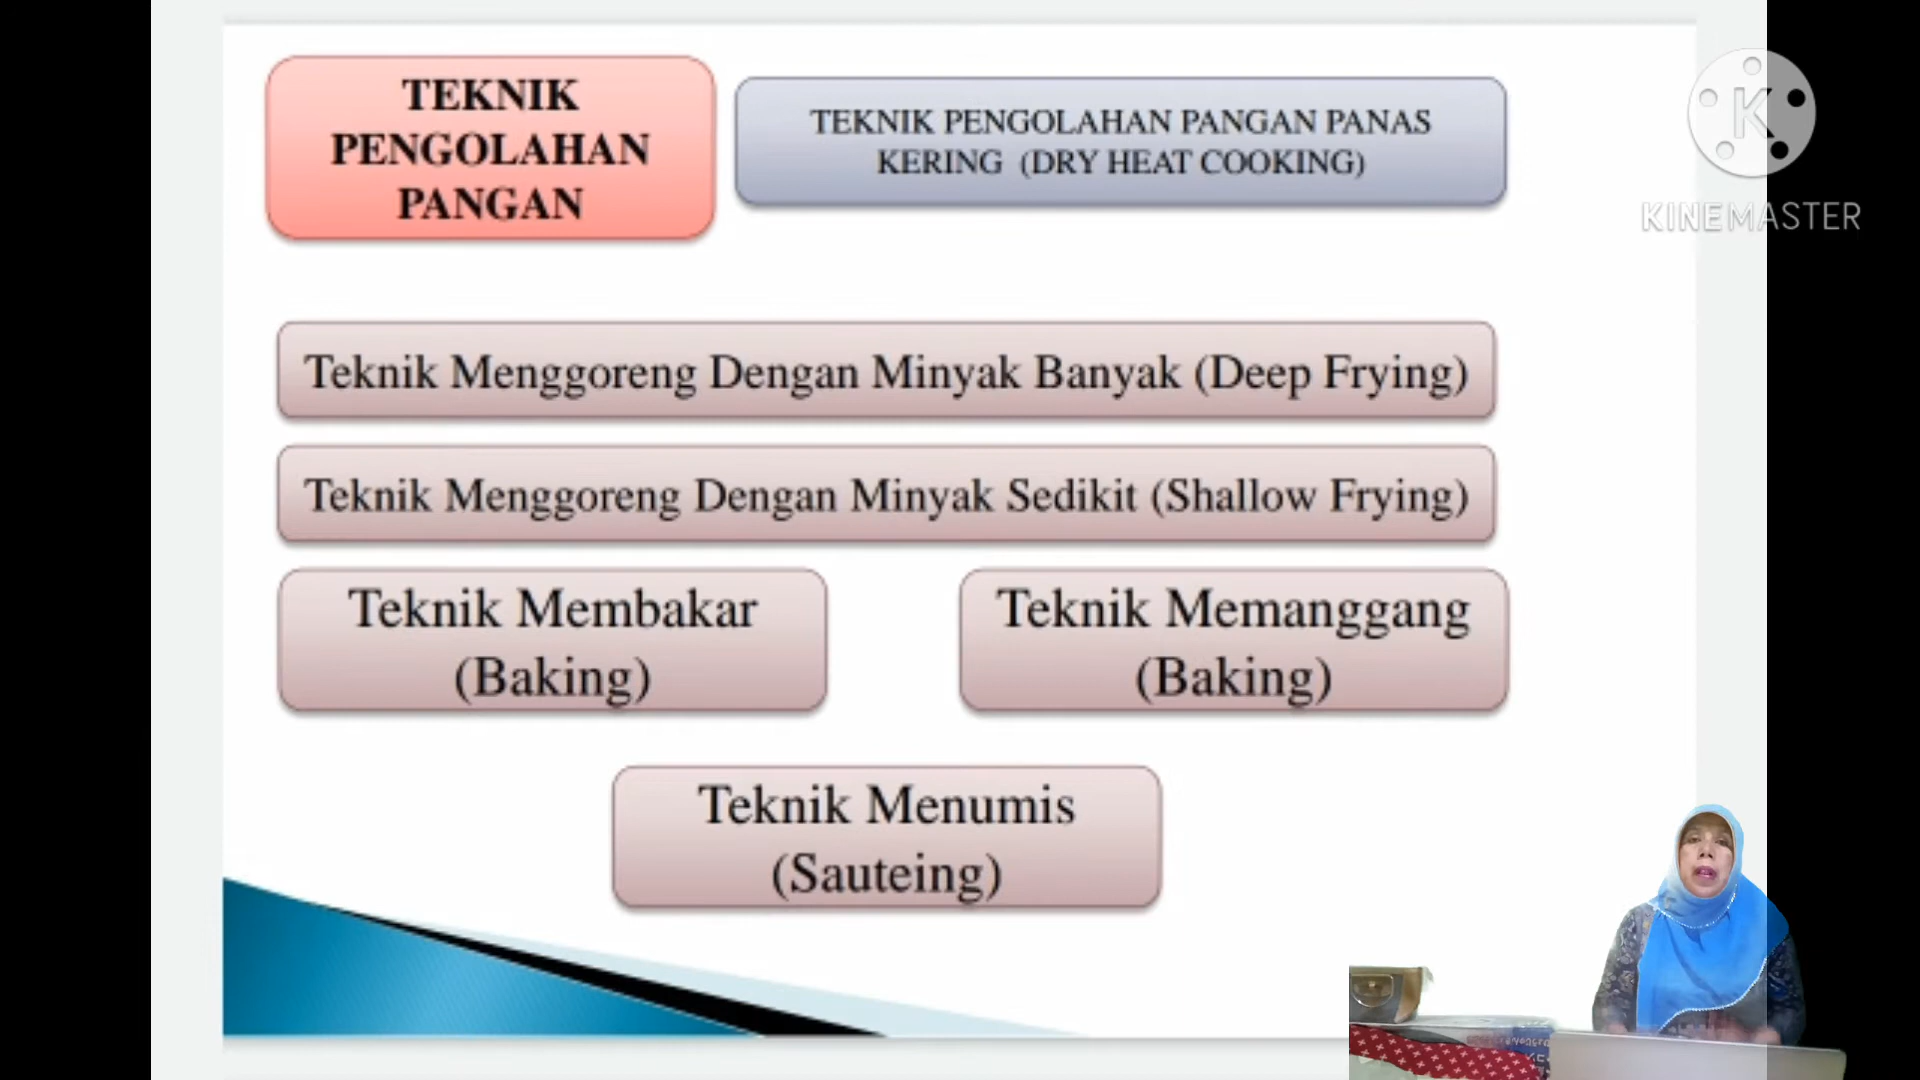 TEKNIK
PENGOLAHAN
PANGAN
TEKNIK PENGOLAHAN PANGAN PANAS
KERING (DRY HEAT COOKING)
K
KINEMASTER
Teknik Menggoreng Dengan Minyak Banyak (Deep Frying)
Teknik Menggoreng Dengan Minyak Sedikit (Shallow Frying)
Teknik Membakar
(Baking)
Teknik Memanggang
(Baking)
Teknik Menumis
(Sauteing)